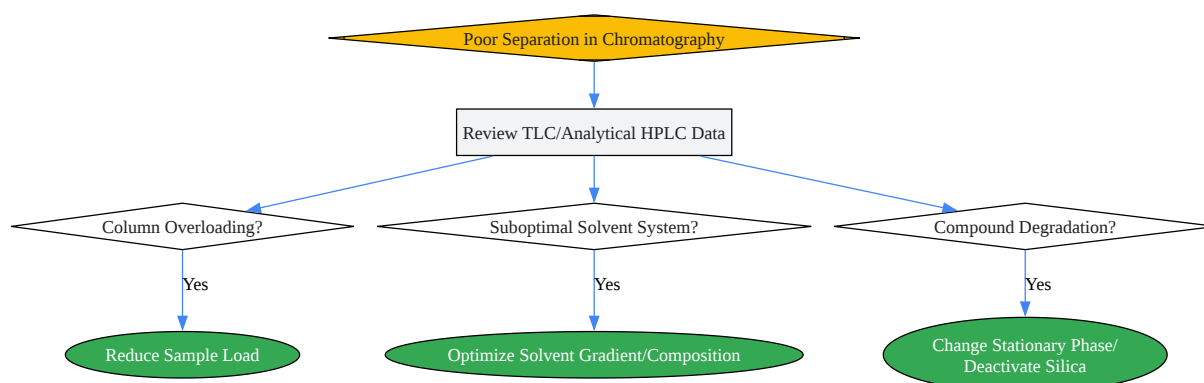 Poor Separation in Chromatography
Review TLC/Analytical HPLC Data
Column Overloading?
Suboptimal Solvent System?
Compound Degradation?
Yes
Yes
Yes
Reduce Sample Load
Optimize Solvent Gradient/Composition
Change Stationary Phase/
Deactivate Silica